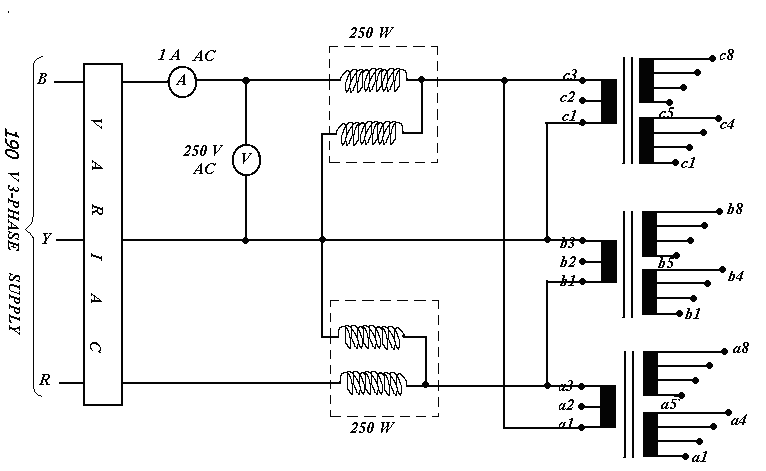 250 W
1 A AC
B
A
c3
c8
c2
c5
c1
c4
250 V
AC
V
c1
190 V 3-PHASE SUPPLY
VARIAC
Y
b3
b8
b2
b5
b1
b4
b1
R
a3
a8
a2
a5
a1
a4
250 W
a1